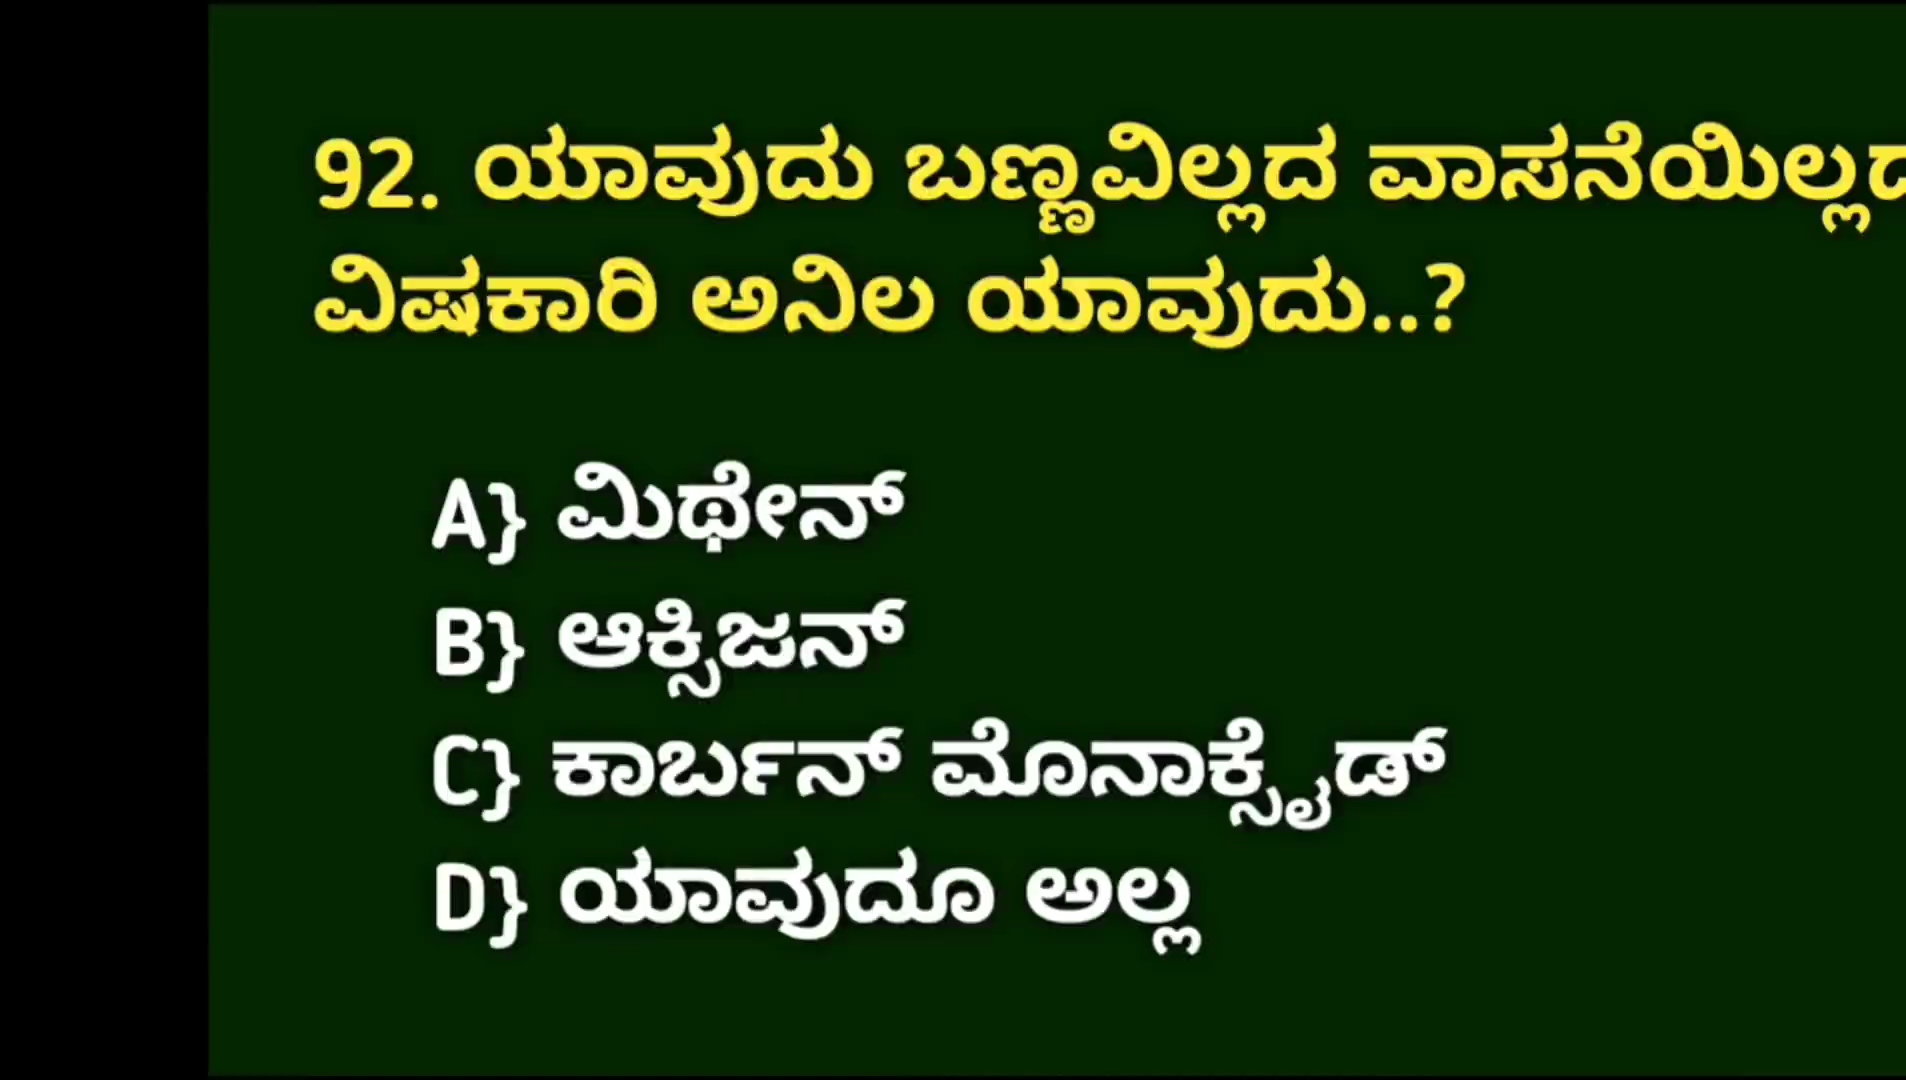 92. ಯಾವುದು ಬಣ್ಣವಿಲ್ಲದ ವಾಸನೆಯಿಲ್ಲದ
ವಿಷಕಾರಿ ಅನಿಲ ಯಾವುದು..?
A} ಮಿಥೇನ್
B} ಆಕ್ಸಿಜನ್
C} ಕಾರ್ಬನ್ ಮೊನಾಕ್ಸೈಡ್
D} ಯಾವುದೂ ಅಲ್ಲ